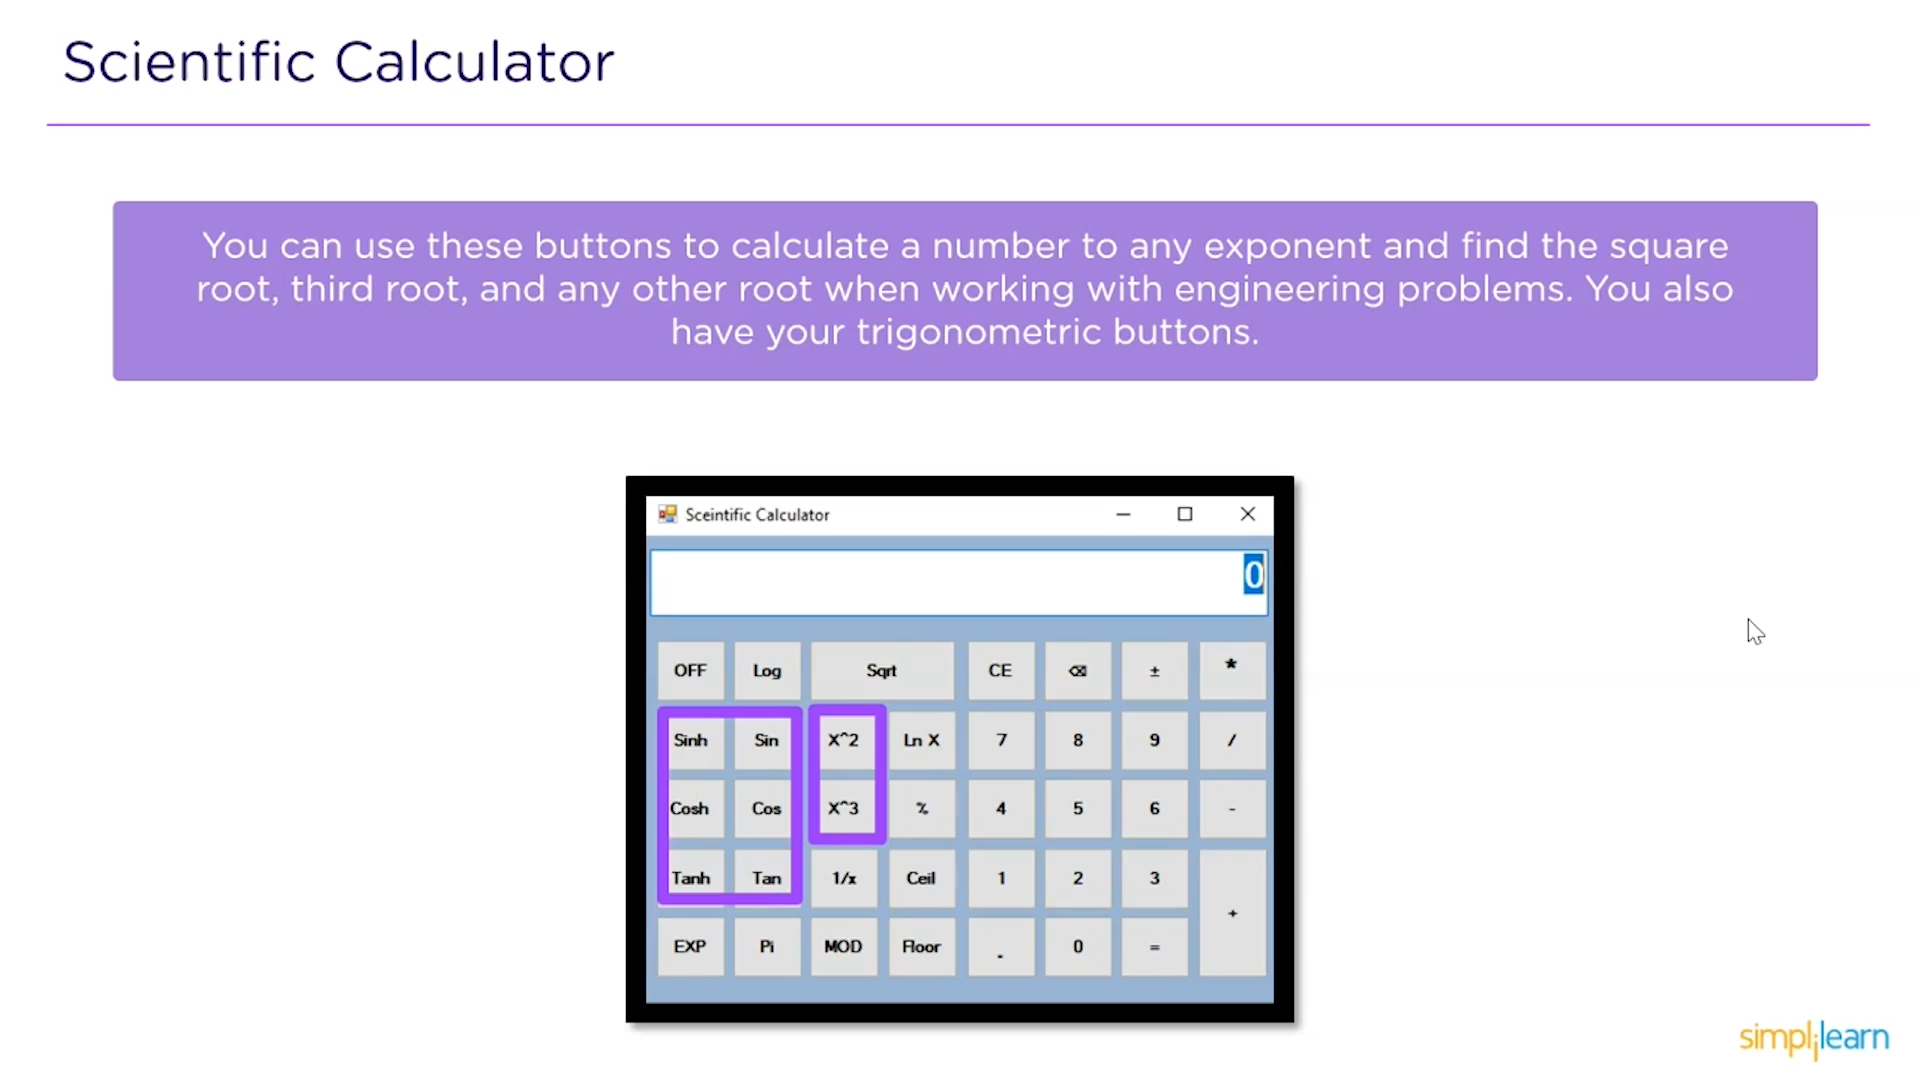 Scientific Calculator
You can use these buttons to calculate a number to any exponent and find the square
root, third root, and any other root when working with engineering problems. You also
have your trigonometric buttons.
Sceintific Calculator
0
OFF Log Sqrt CE ⌫ ± *
Sinh Sin X^2 Ln X 7 8 9 /
Cosh Cos X^3 % 4 5 6 -
Tanh Tan 1/x Ceil 1 2 3
+
EXP Pi MOD Floor . 0 =
simplilearn